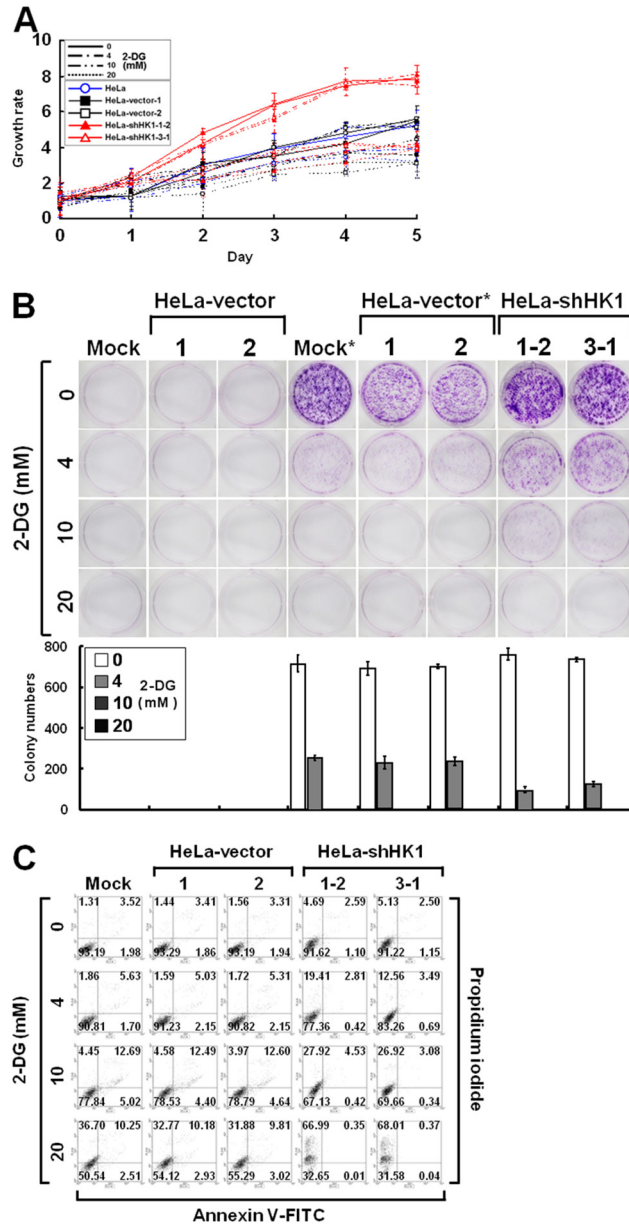 A
10
8
6
4
2
0
Growth rate
0
4
10
20
2-DG
(mM)
HeLa
HeLa-vector-1
HeLa-vector-2
HeLa-shHK1-1-2
HeLa-shHK1-3-1
0 1 2 3 4 5
Day
B
HeLa-vector HeLa-vector* HeLa-shHK1
Mock 1 2 Mock* 1 2 1-2 3-1
2-DG (mM)
0
4
10
20
800
600
400
200
0
Colony numbers
0
4
10
20
2-DG
(mM)
C
HeLa-vector HeLa-shHK1
Mock 1 2 1-2 3-1
2-DG (mM)
0
1.31 3.52 1.44 3.41 1.56 3.31 4.69 2.59 5.13 2.50
93.19 1.98 93.29 1.86 93.19 1.94 91.62 1.10 91.22 1.15
4
1.86 5.63 1.59 5.03 1.72 5.31 19.41 2.81 12.56 3.49
90.81 1.70 91.23 2.15 90.82 2.15 77.36 0.42 83.26 0.69
10
4.45 12.69 4.58 12.49 3.97 12.60 27.92 4.53 26.92 3.08
77.84 5.02 78.53 4.40 78.79 4.64 67.13 0.42 69.66 0.34
20
36.70 10.25 32.77 10.18 31.88 9.81 66.99 0.35 68.01 0.37
50.54 2.51 54.12 2.93 55.29 3.02 32.65 0.01 31.58 0.04
Propidium iodide
Annexin V-FITC